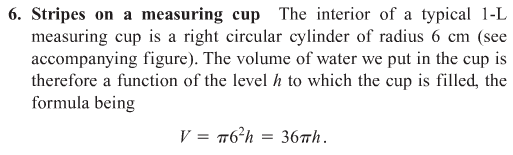 6. Stripes on a measuring cup The interior of a typical 1-L
measuring cup is a right circular cylinder of radius 6 cm (see
accompanying figure). The volume of water we put in the cup is
therefore a function of the level h to which the cup is filled, the
formula being
V = π6²h = 36πh.